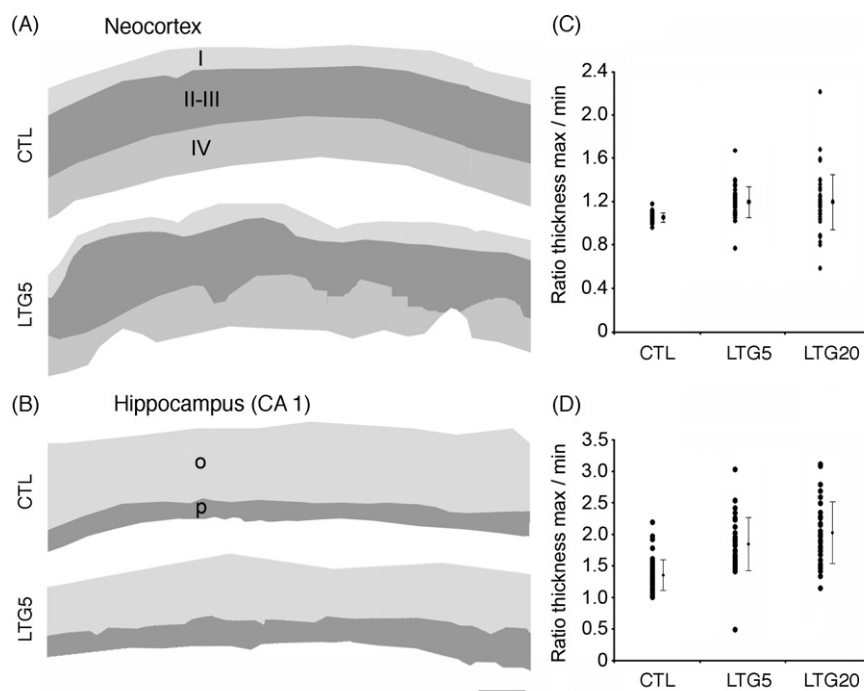 (A)
Neocortex
CTL
I
II-III
IV
LTG5
(B)
Hippocampus (CA 1)
CTL
o
p
LTG5
(C)
Ratio thickness max / min
2.4
2.0
1.6
1.2
0.8
0.4
0
CTL
LTG5
LTG20
(D)
Ratio thickness max / min
3.5
3.0
2.5
2.0
1.5
1.0
0.5
0
CTL
LTG5
LTG20